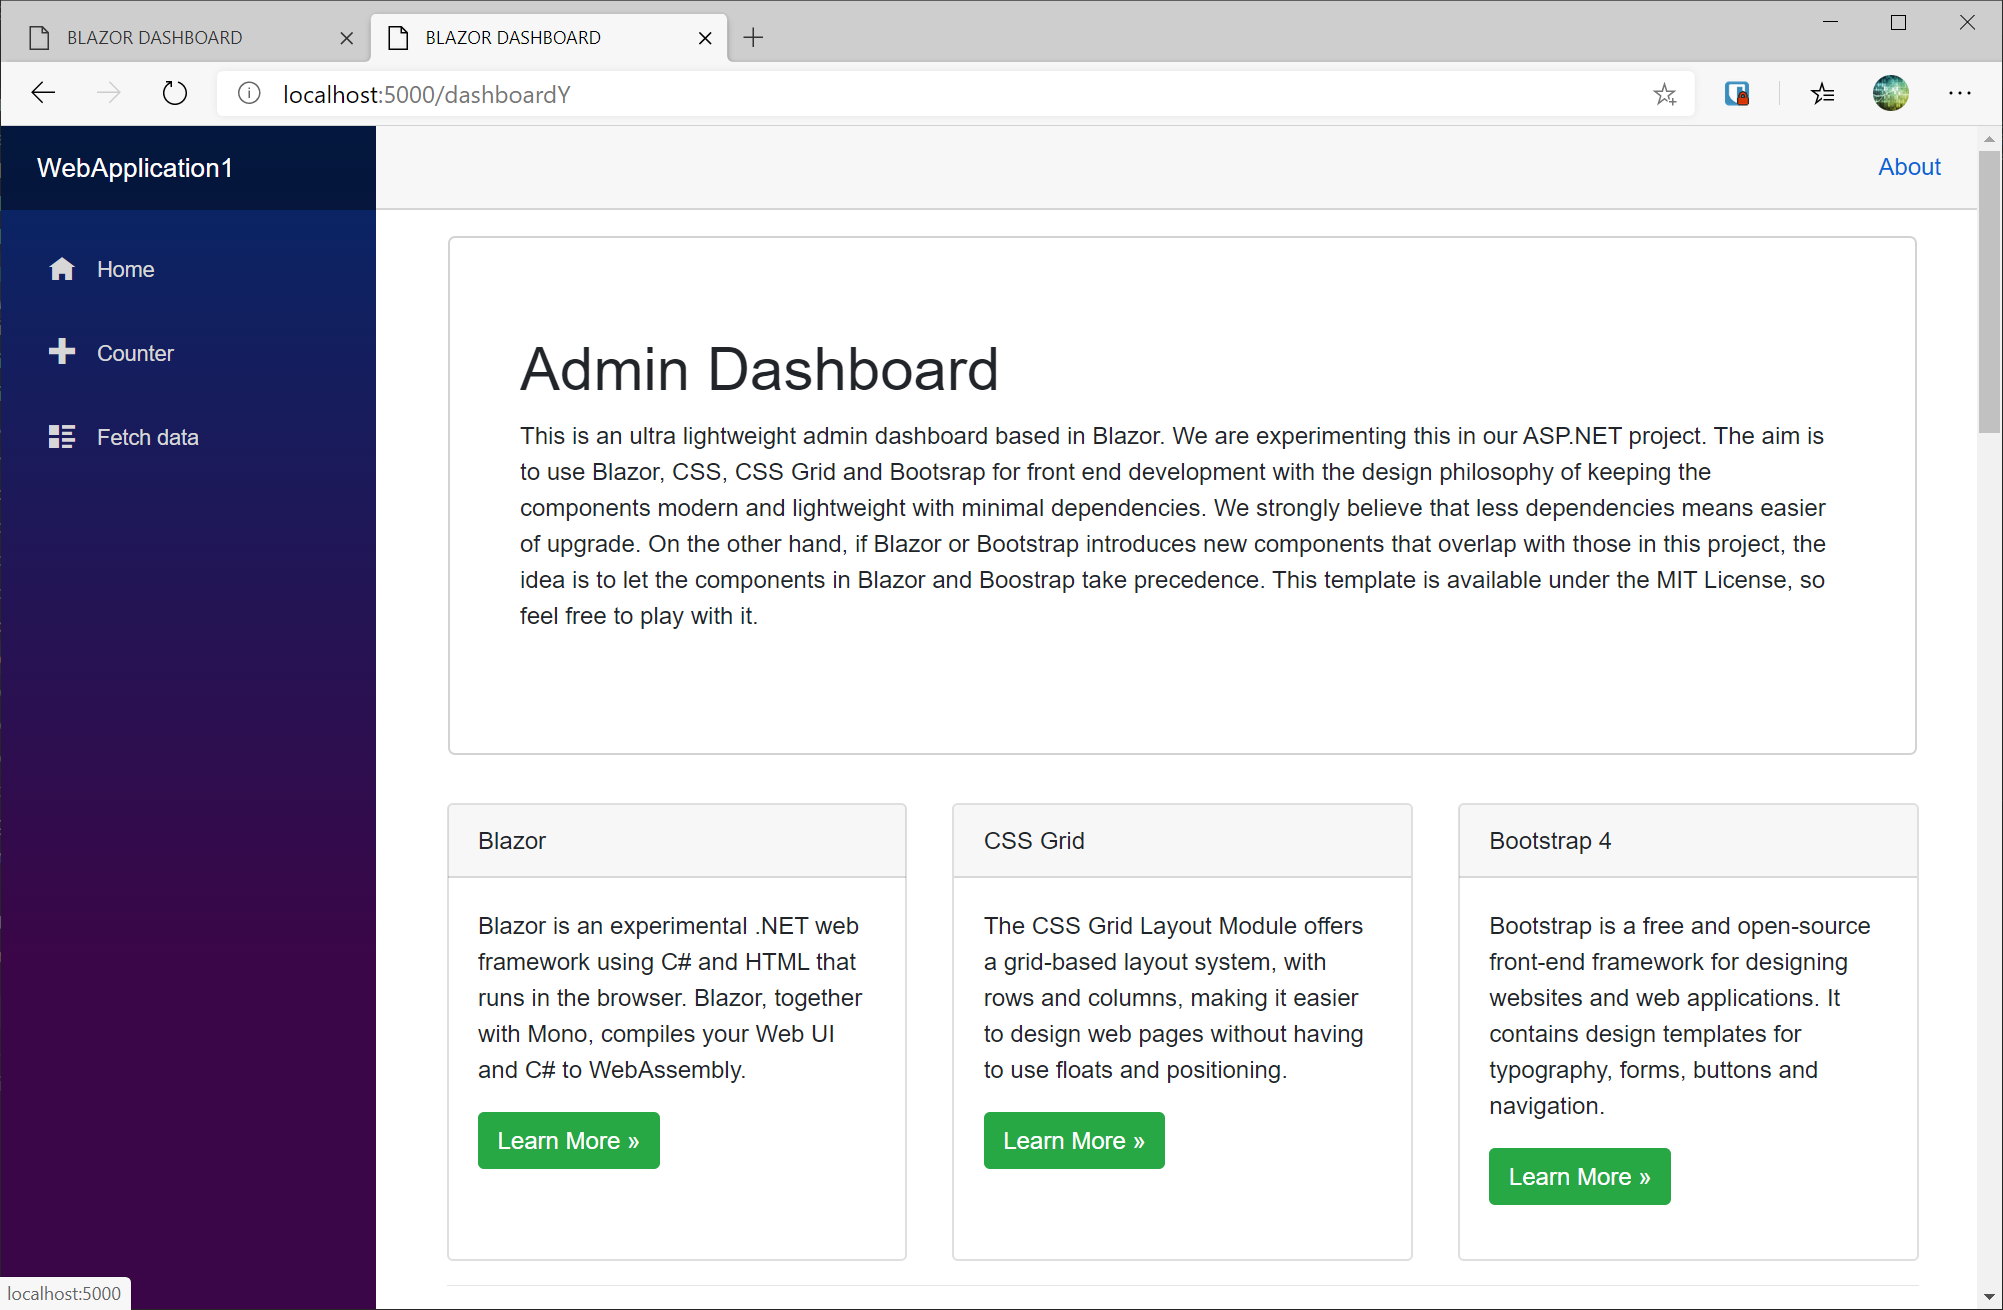 BLAZOR DASHBOARD
BLAZOR DASHBOARD
localhost:5000/dashboardY
WebApplication1
About
Home
Counter
Fetch data
Admin Dashboard
This is an ultra lightweight admin dashboard based in Blazor. We are experimenting this in our ASP.NET project. The aim is
to use Blazor, CSS, CSS Grid and Bootsrap for front end development with the design philosophy of keeping the
components modern and lightweight with minimal dependencies. We strongly believe that less dependencies means easier
of upgrade. On the other hand, if Blazor or Bootstrap introduces new components that overlap with those in this project, the
idea is to let the components in Blazor and Boostrap take precedence. This template is available under the MIT License, so
feel free to play with it.
Blazor
Blazor is an experimental .NET web
framework using C# and HTML that
runs in the browser. Blazor, together
with Mono, compiles your Web UI
and C# to WebAssembly.
Learn More »
CSS Grid
The CSS Grid Layout Module offers
a grid-based layout system, with
rows and columns, making it easier
to design web pages without having
to use floats and positioning.
Learn More »
Bootstrap 4
Bootstrap is a free and open-source
front-end framework for designing
websites and web applications. It
contains design templates for
typography, forms, buttons and
navigation.
Learn More »
localhost:5000